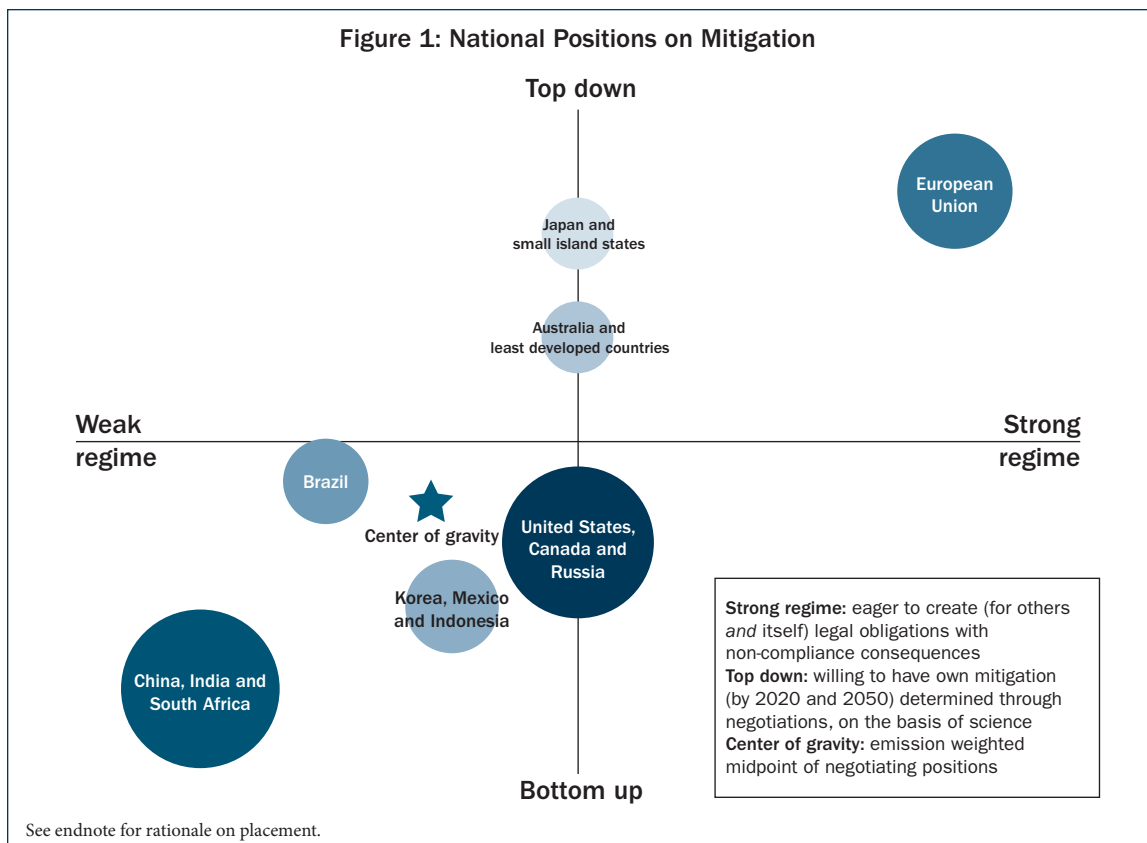 Figure 1: National Positions on Mitigation
Top down
European
Union
Japan and
small island states
Australia and
least developed countries
Weak
regime
Strong
regime
Brazil
Center of gravity
United States,
Canada and
Russia
Korea, Mexico
and Indonesia
China, India and
South Africa
Strong regime: eager to create (for others
and itself) legal obligations with
non-compliance consequences
Top down: willing to have own mitigation
(by 2020 and 2050) determined through
negotiations, on the basis of science
Center of gravity: emission weighted
midpoint of negotiating positions
Bottom up
See endnote for rationale on placement.